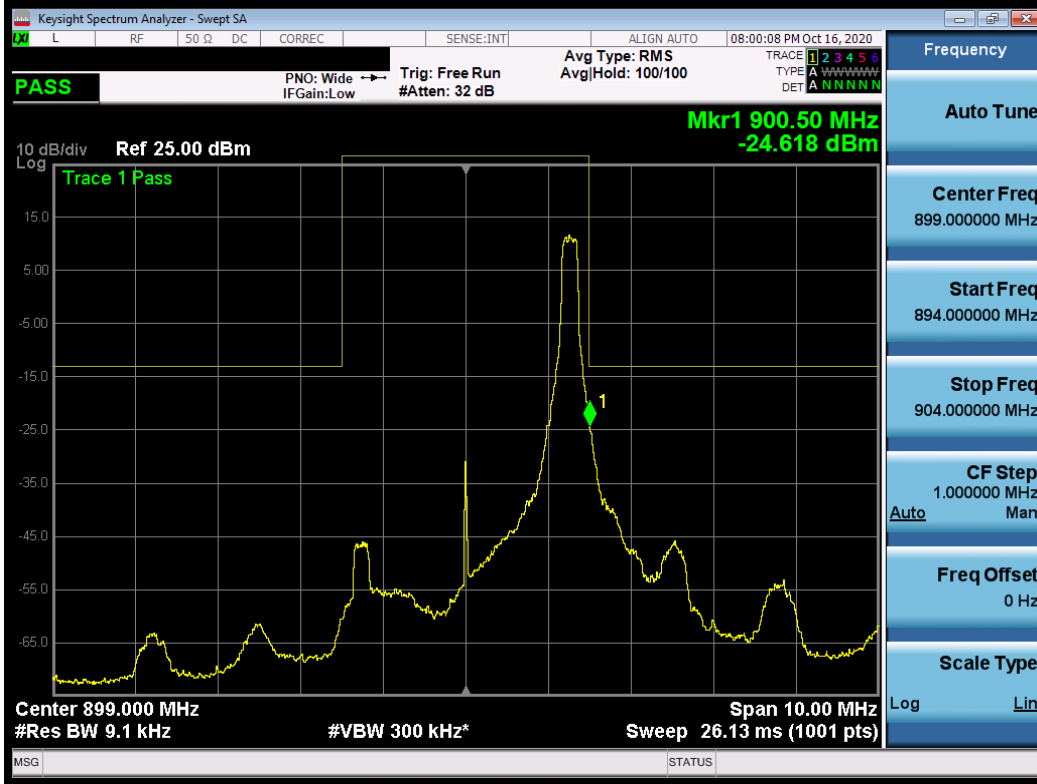 Keysight Spectrum Analyzer - Swept SA
LXI L RF 50 Ω DC CORREC SENSE:INT ALIGN AUTO 08:00:08 PM Oct 16, 2020
PASS
PNO: Wide
IFGain:Low
Trig: Free Run
#Atten: 32 dB
Avg Type: RMS
Avg|Hold: 100/100
TRACE 1 2 3 4 5 6
TYPE A WWWWW
DET A N N N N N
Mkr1 900.50 MHz
-24.618 dBm
10 dB/div Ref 25.00 dBm
Log
Trace 1 Pass
15.0
5.00
-5.00
-15.0
-25.0
-35.0
-45.0
-55.0
-65.0
1
Center 899.000 MHz Span 10.00 MHz
#Res BW 9.1 kHz #VBW 300 kHz* Sweep 26.13 ms (1001 pts)
MSG STATUS
Frequency
Auto Tune
Center Freq
899.000000 MHz
Start Freq
894.000000 MHz
Stop Freq
904.000000 MHz
CF Step
1.000000 MHz
Auto Man
Freq Offset
0 Hz
Scale Type
Log Lin